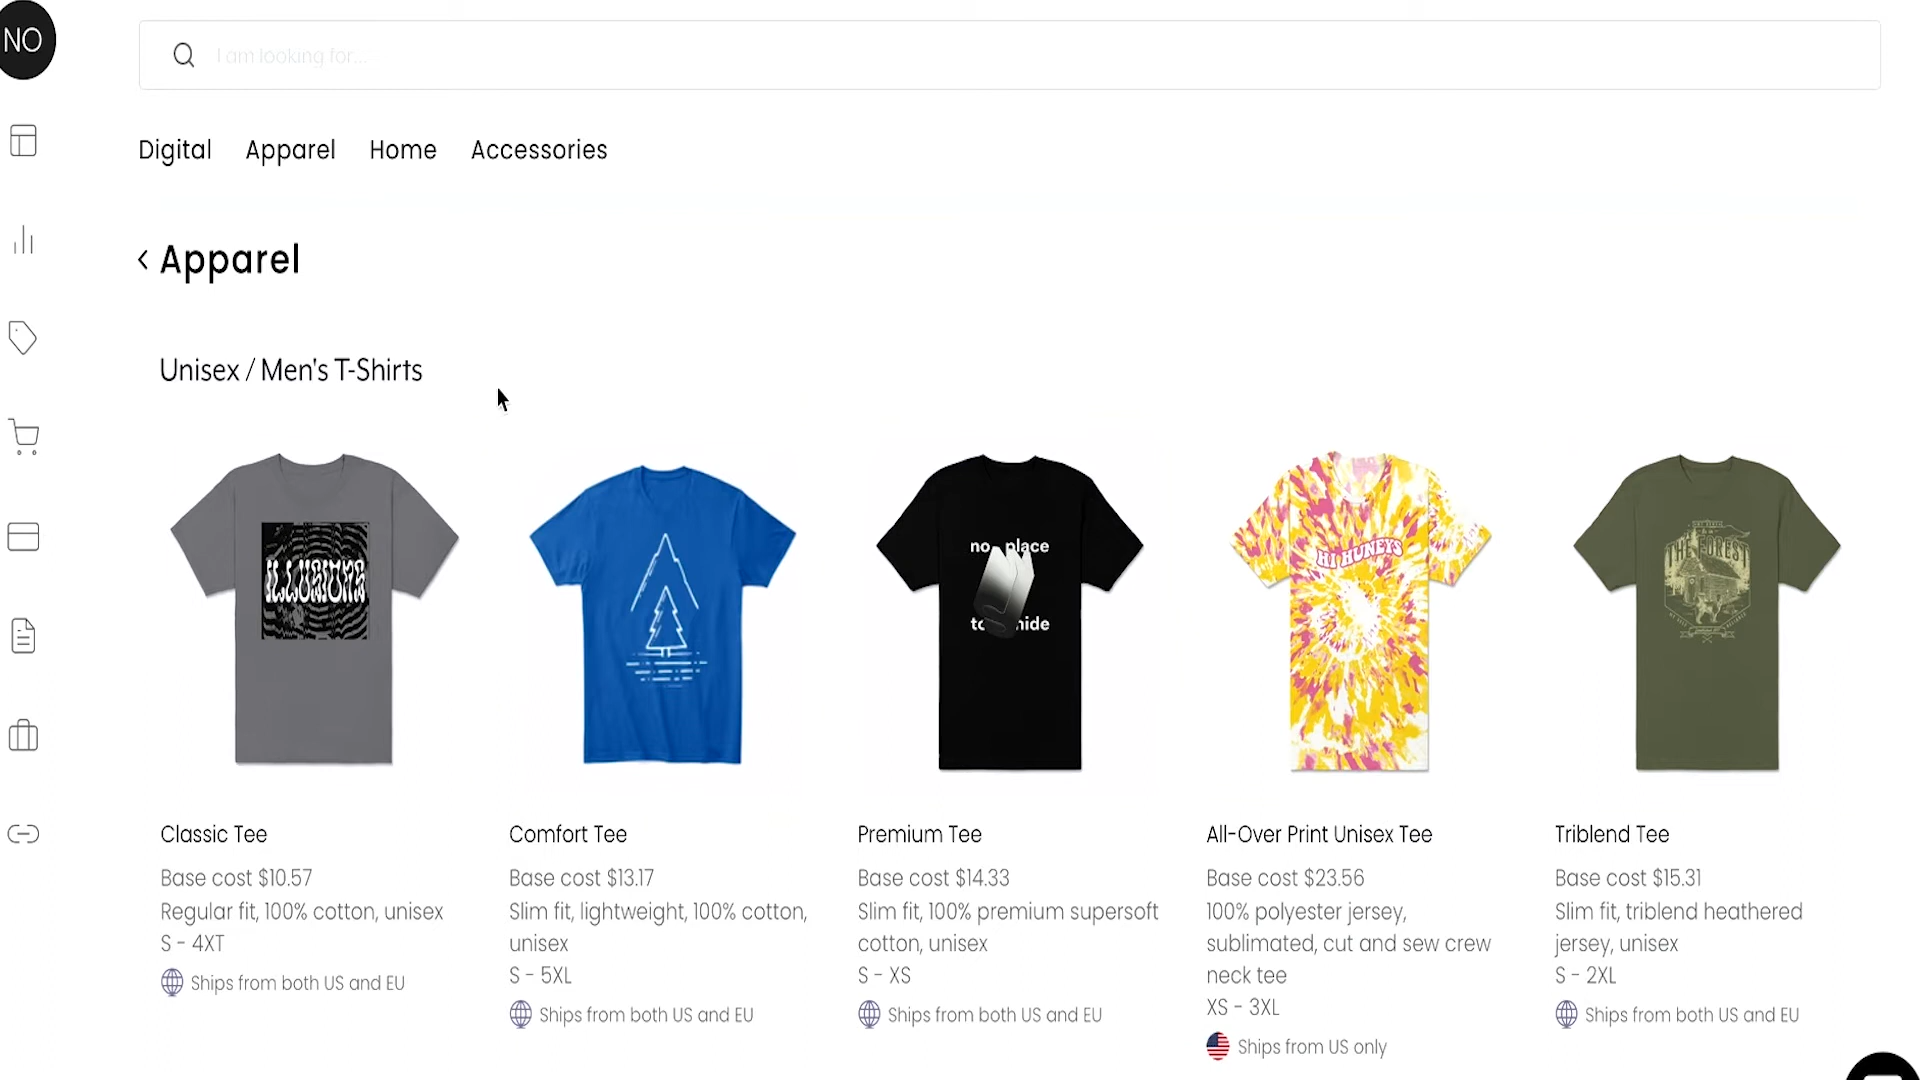 NO
I am looking for...
Digital Apparel Home Accessories
Apparel
Unisex / Men's T-Shirts
ILLUSIONS
no place
to hide
HI HUNEYS
THE FOREST
Classic Tee
Base cost $10.57
Regular fit, 100% cotton, unisex
S - 4XT
Ships from both US and EU
Comfort Tee
Base cost $13.17
Slim fit, lightweight, 100% cotton,
unisex
S - 5XL
Ships from both US and EU
Premium Tee
Base cost $14.33
Slim fit, 100% premium supersoft
cotton, unisex
S - XS
Ships from both US and EU
All-Over Print Unisex Tee
Base cost $23.56
100% polyester jersey,
sublimated, cut and sew crew
neck tee
XS - 3XL
Ships from US only
Triblend Tee
Base cost $15.31
Slim fit, triblend heathered
jersey, unisex
S - 2XL
Ships from both US and EU